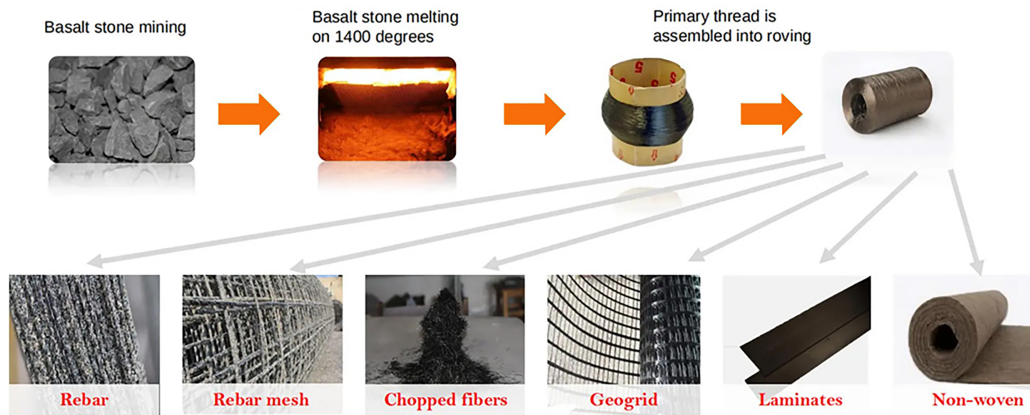 Basalt stone mining
Basalt stone melting
on 1400 degrees
Primary thread is
assembled into roving
Rebar
Rebar mesh
Chopped fibers
Geogrid
Laminates
Non-woven